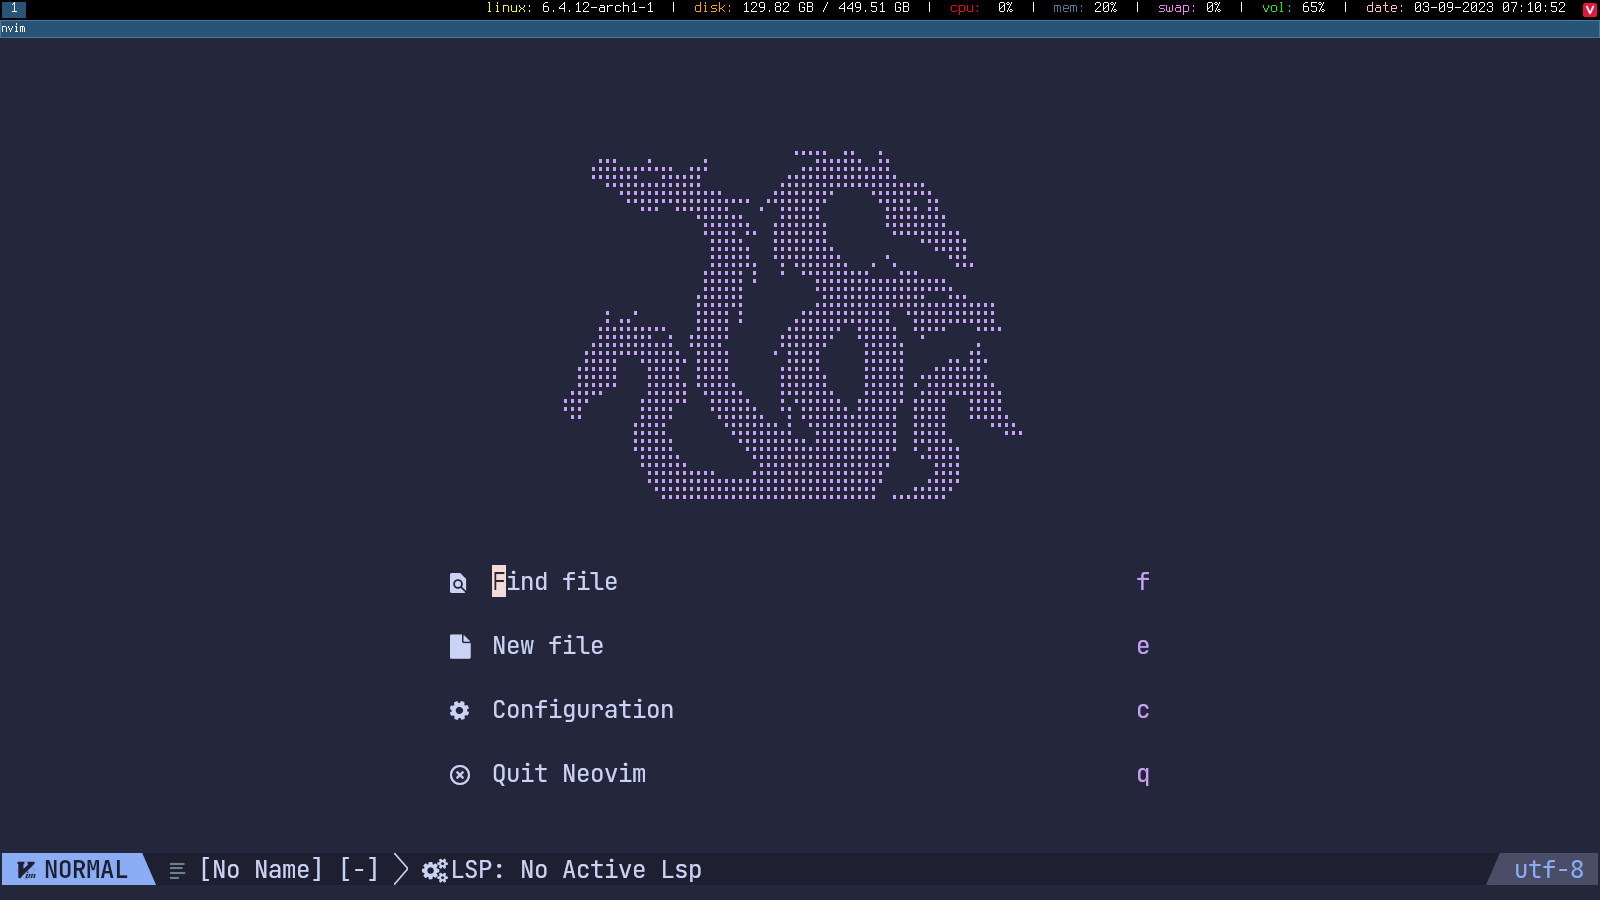 1 linux: 6.4.12-arch1-1 | disk: 129.82 GB / 449.51 GB | cpu: 0% | mem: 20% | swap: 0% | vol: 65% | date: 03-09-2023 07:10:52 V
nvim
Find file f
New file e
Configuration c
Quit Neovim q
NORMAL [No Name] [-] LSP: No Active Lsp utf-8